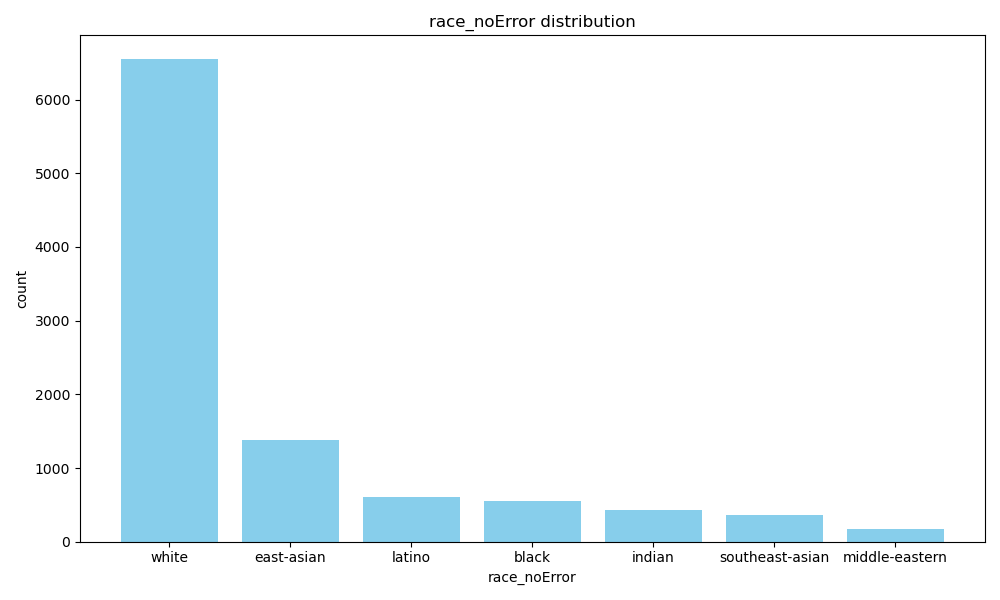 race_noError distribution
6000
5000
4000
3000
2000
1000
0
count
white east-asian latino black indian southeast-asian middle-eastern
race_noError